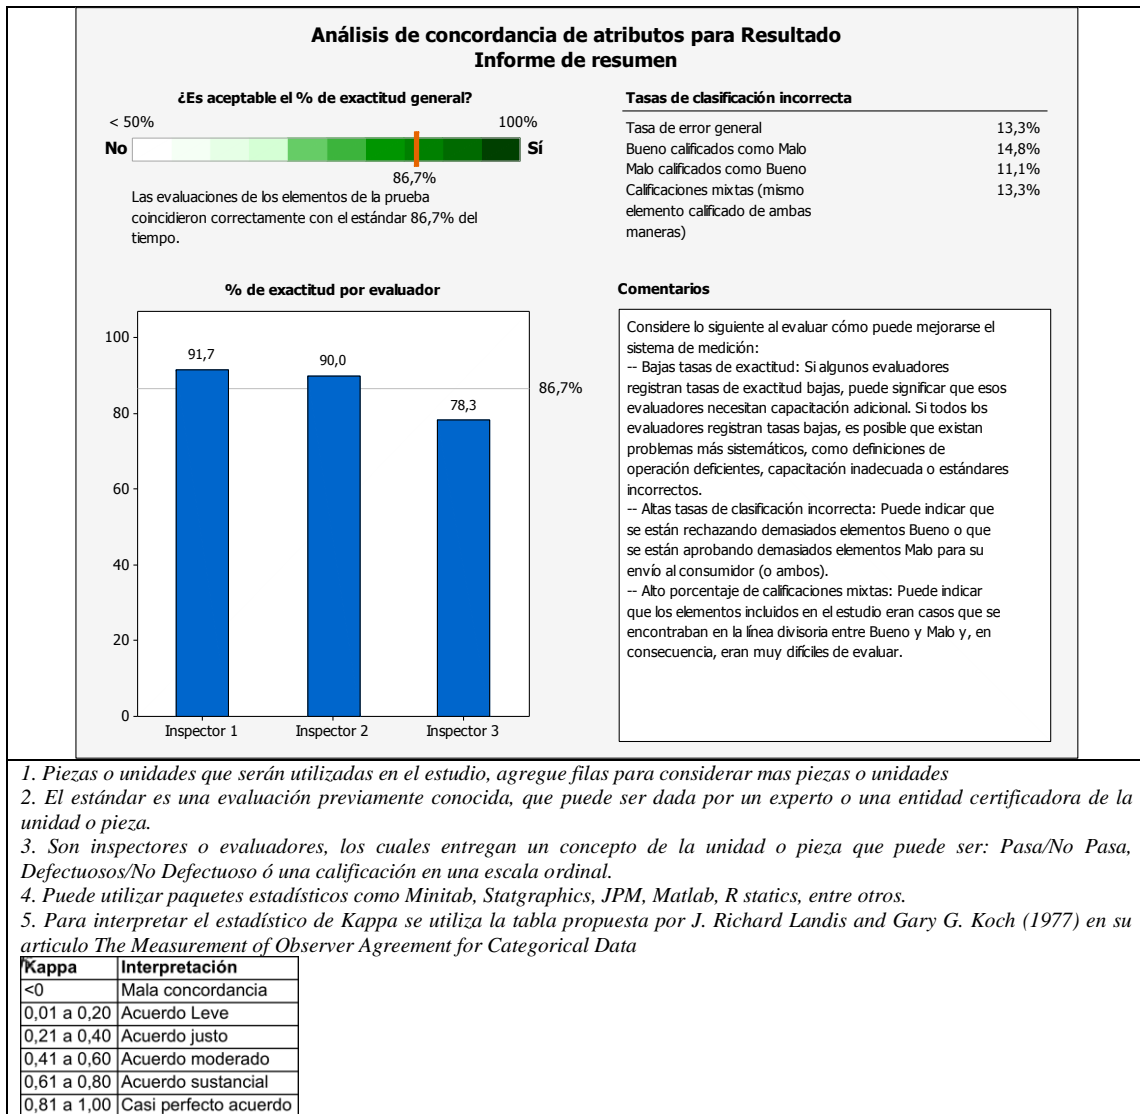 Análisis de concordancia de atributos para Resultado
Informe de resumen
¿Es aceptable el % de exactitud general?
< 50%
100%
No
Sí
86,7%
Las evaluaciones de los elementos de la prueba
coincidieron correctamente con el estándar 86,7% del
tiempo.
Tasas de clasificación incorrecta
Tasa de error general 13,3%
Bueno calificados como Malo 14,8%
Malo calificados como Bueno 11,1%
Calificaciones mixtas (mismo 13,3%
elemento calificado de ambas
maneras)
% de exactitud por evaluador
100
80
60
40
20
0
91,7
90,0
78,3
86,7%
Inspector 1
Inspector 2
Inspector 3
Comentarios
Considere lo siguiente al evaluar cómo puede mejorarse el
sistema de medición:
-- Bajas tasas de exactitud: Si algunos evaluadores
registran tasas de exactitud bajas, puede significar que esos
evaluadores necesitan capacitación adicional. Si todos los
evaluadores registran tasas bajas, es posible que existan
problemas más sistemáticos, como definiciones de
operación deficientes, capacitación inadecuada o estándares
incorrectos.
-- Altas tasas de clasificación incorrecta: Puede indicar que
se están rechazando demasiados elementos Bueno o que
se están aprobando demasiados elementos Malo para su
envío al consumidor (o ambos).
-- Alto porcentaje de calificaciones mixtas: Puede indicar
que los elementos incluidos en el estudio eran casos que se
encontraban en la línea divisoria entre Bueno y Malo y, en
consecuencia, eran muy difíciles de evaluar.
1. Piezas o unidades que serán utilizadas en el estudio, agregue filas para considerar mas piezas o unidades
2. El estándar es una evaluación previamente conocida, que puede ser dada por un experto o una entidad certificadora de la
unidad o pieza.
3. Son inspectores o evaluadores, los cuales entregan un concepto de la unidad o pieza que puede ser: Pasa/No Pasa,
Defectuosos/No Defectuoso ó una calificación en una escala ordinal.
4. Puede utilizar paquetes estadísticos como Minitab, Statgraphics, JPM, Matlab, R statics, entre otros.
5. Para interpretar el estadístico de Kappa se utiliza la tabla propuesta por J. Richard Landis and Gary G. Koch (1977) en su
articulo The Measurement of Observer Agreement for Categorical Data
Kappa Interpretación
<0 Mala concordancia
0,01 a 0,20 Acuerdo Leve
0,21 a 0,40 Acuerdo justo
0,41 a 0,60 Acuerdo moderado
0,61 a 0,80 Acuerdo sustancial
0,81 a 1,00 Casi perfecto acuerdo